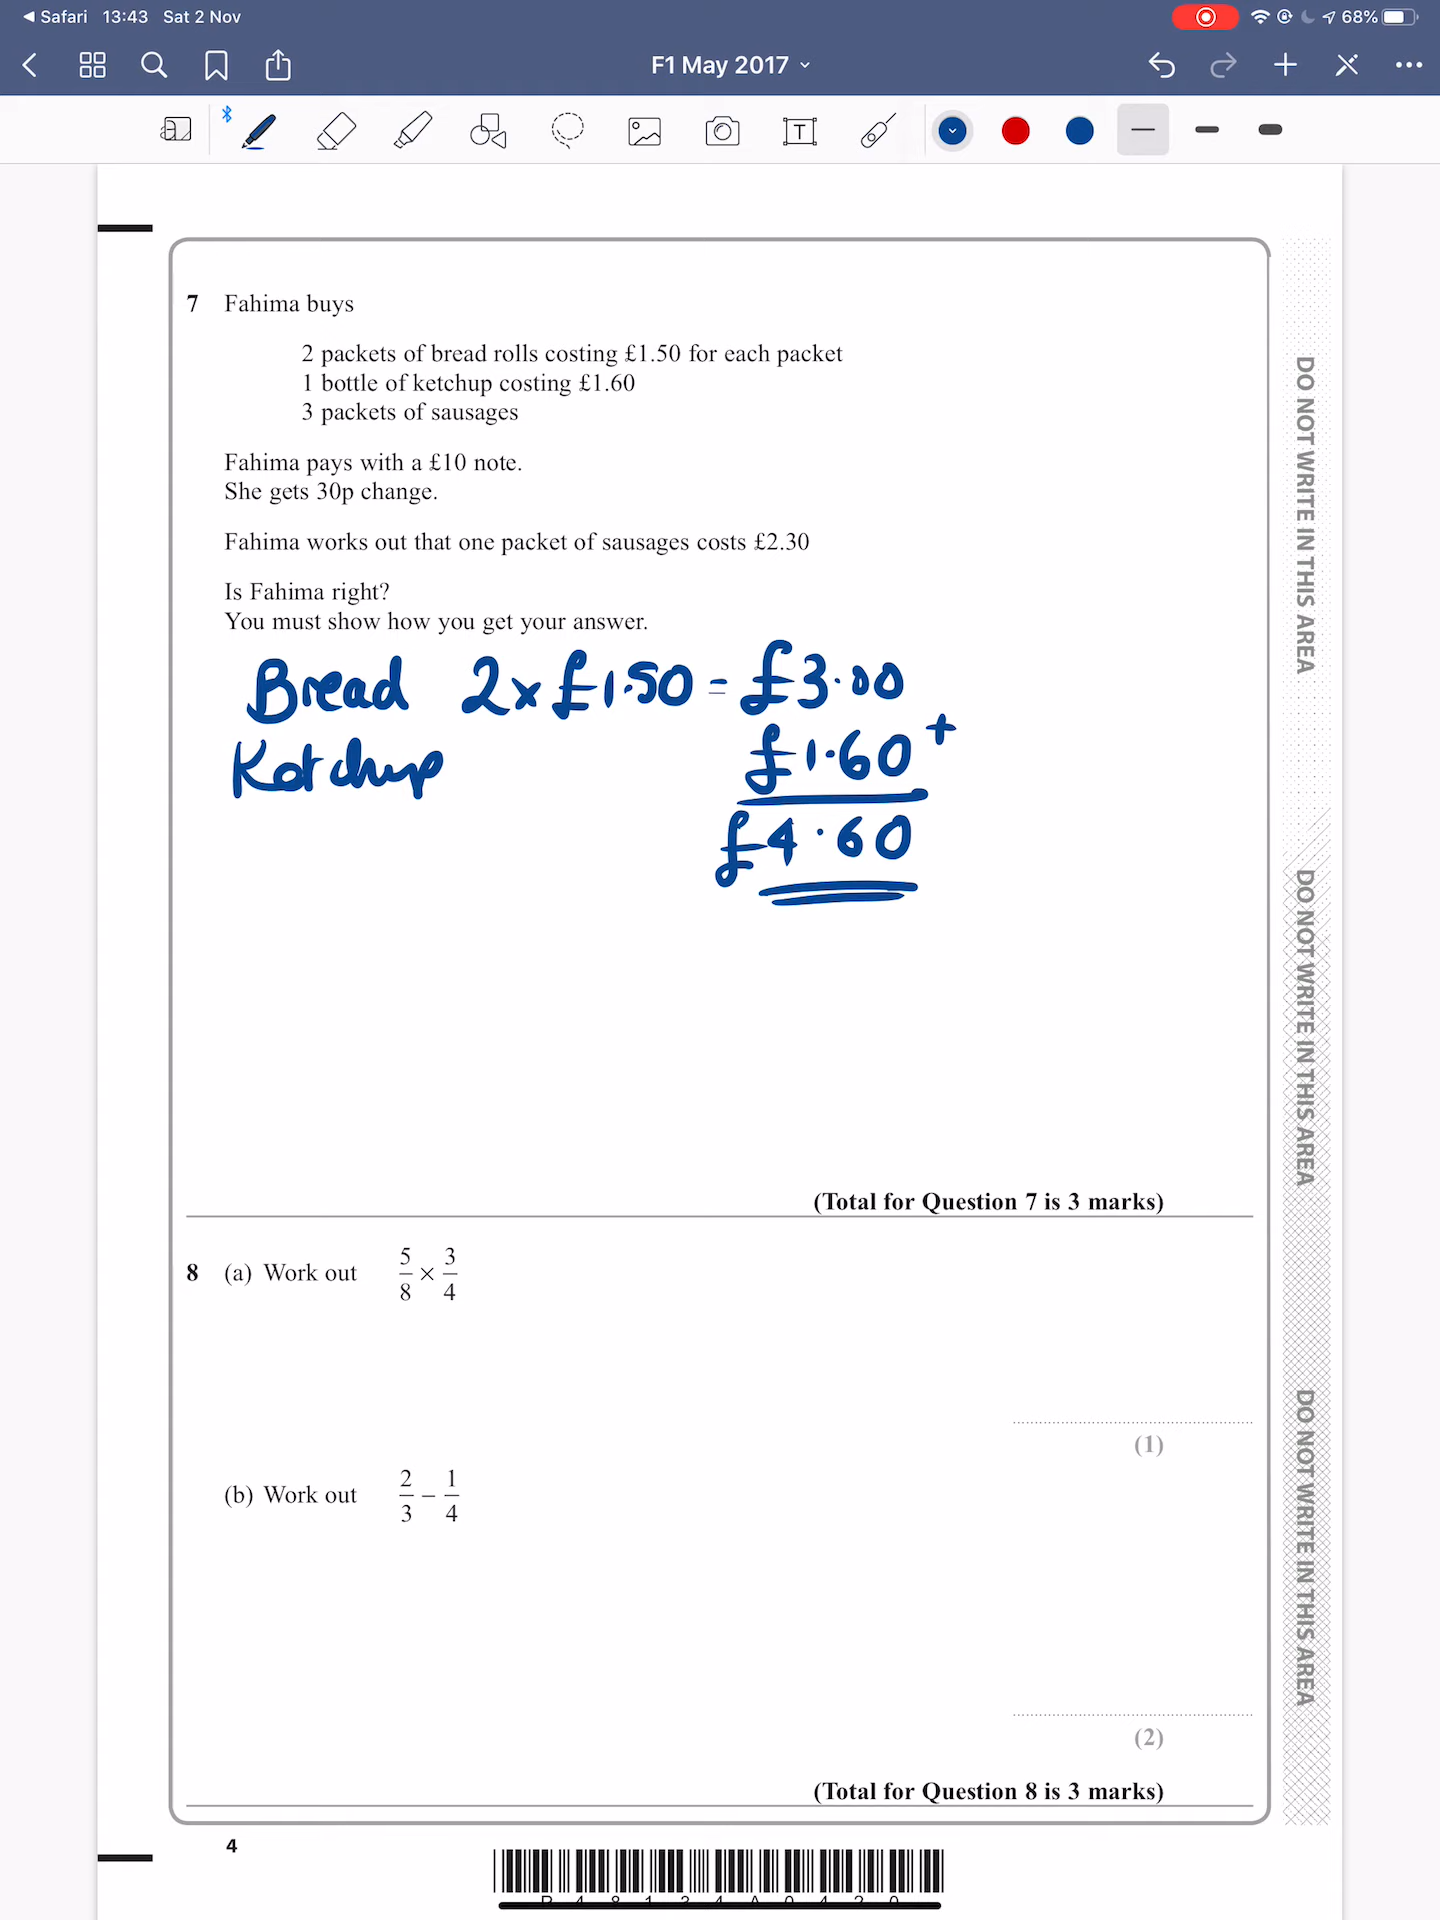 Safari 13:43 Sat 2 Nov 68%
F1 May 2017
7 Fahima buys
2 packets of bread rolls costing £1.50 for each packet
1 bottle of ketchup costing £1.60
3 packets of sausages
Fahima pays with a £10 note.
She gets 30p change.
Fahima works out that one packet of sausages costs £2.30
Is Fahima right?
You must show how you get your answer.
Bread 2 x £1.50 = £3.00
Ketchup £1.60 +
£4.60
(Total for Question 7 is 3 marks)
8 (a) Work out 5/8 × 3/4
(1)
(b) Work out 2/3 − 1/4
(2)
(Total for Question 8 is 3 marks)
4
DO NOT WRITE IN THIS AREA
DO NOT WRITE IN THIS AREA
DO NOT WRITE IN THIS AREA